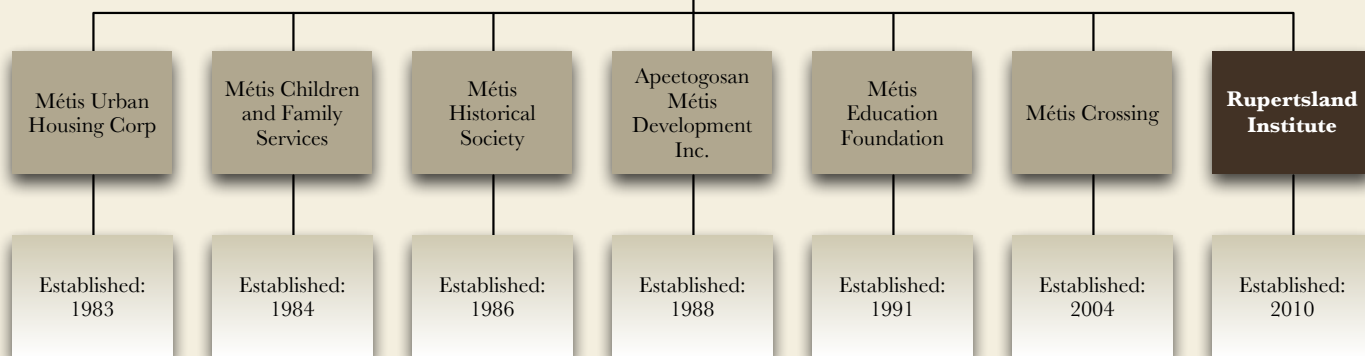 Métis Urban
Housing Corp
Métis Children
and Family
Services
Métis
Historical
Society
Apeetogosan
Métis
Development
Inc.
Métis
Education
Foundation
Métis Crossing
Rupertsland
Institute
Established:
1983
Established:
1984
Established:
1986
Established:
1988
Established:
1991
Established:
2004
Established:
2010